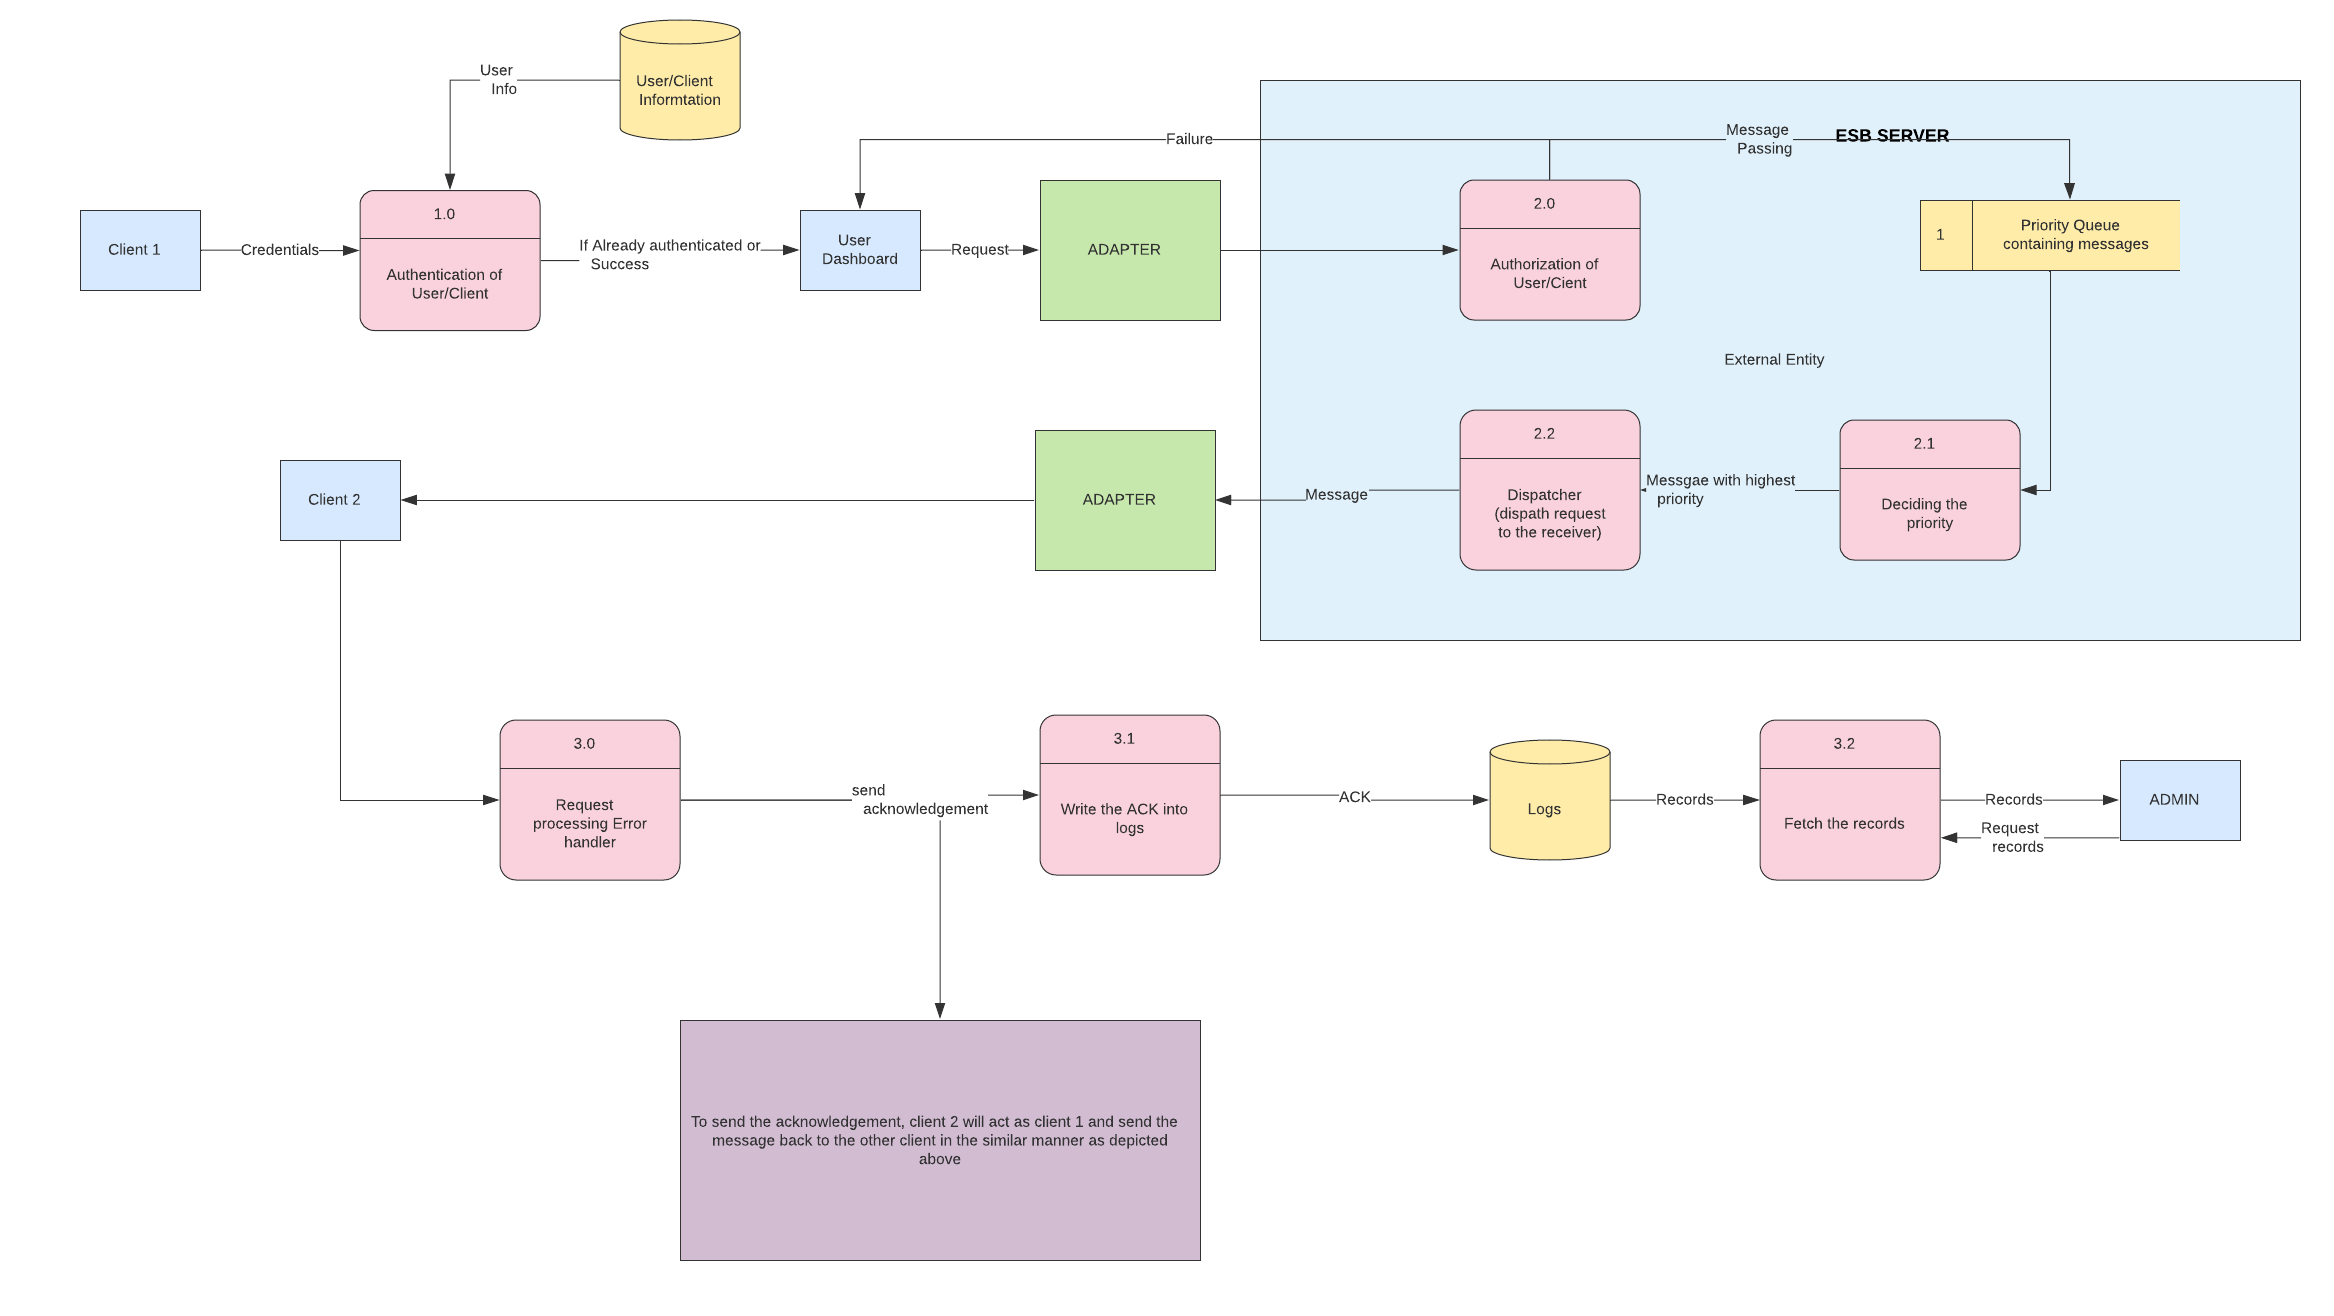 User
Info
User/Client
Informtation
Failure
Message
Passing
ESB SERVER
Client 1
Credentials
1.0
Authentication of
User/Client
If Already authenticated or
Success
User
Dashboard
Request
ADAPTER
2.0
Authorization of
User/Cient
1
Priority Queue
containing messages
External Entity
Client 2
ADAPTER
Message
2.2
Dispatcher
(dispath request
to the receiver)
Messgae with highest
priority
2.1
Deciding the
priority
3.0
Request
processing Error
handler
send
acknowledgement
3.1
Write the ACK into
logs
ACK
Logs
Records
3.2
Fetch the records
Records
Request
records
ADMIN
To send the acknowledgement, client 2 will act as client 1 and send the
message back to the other client in the similar manner as depicted
above